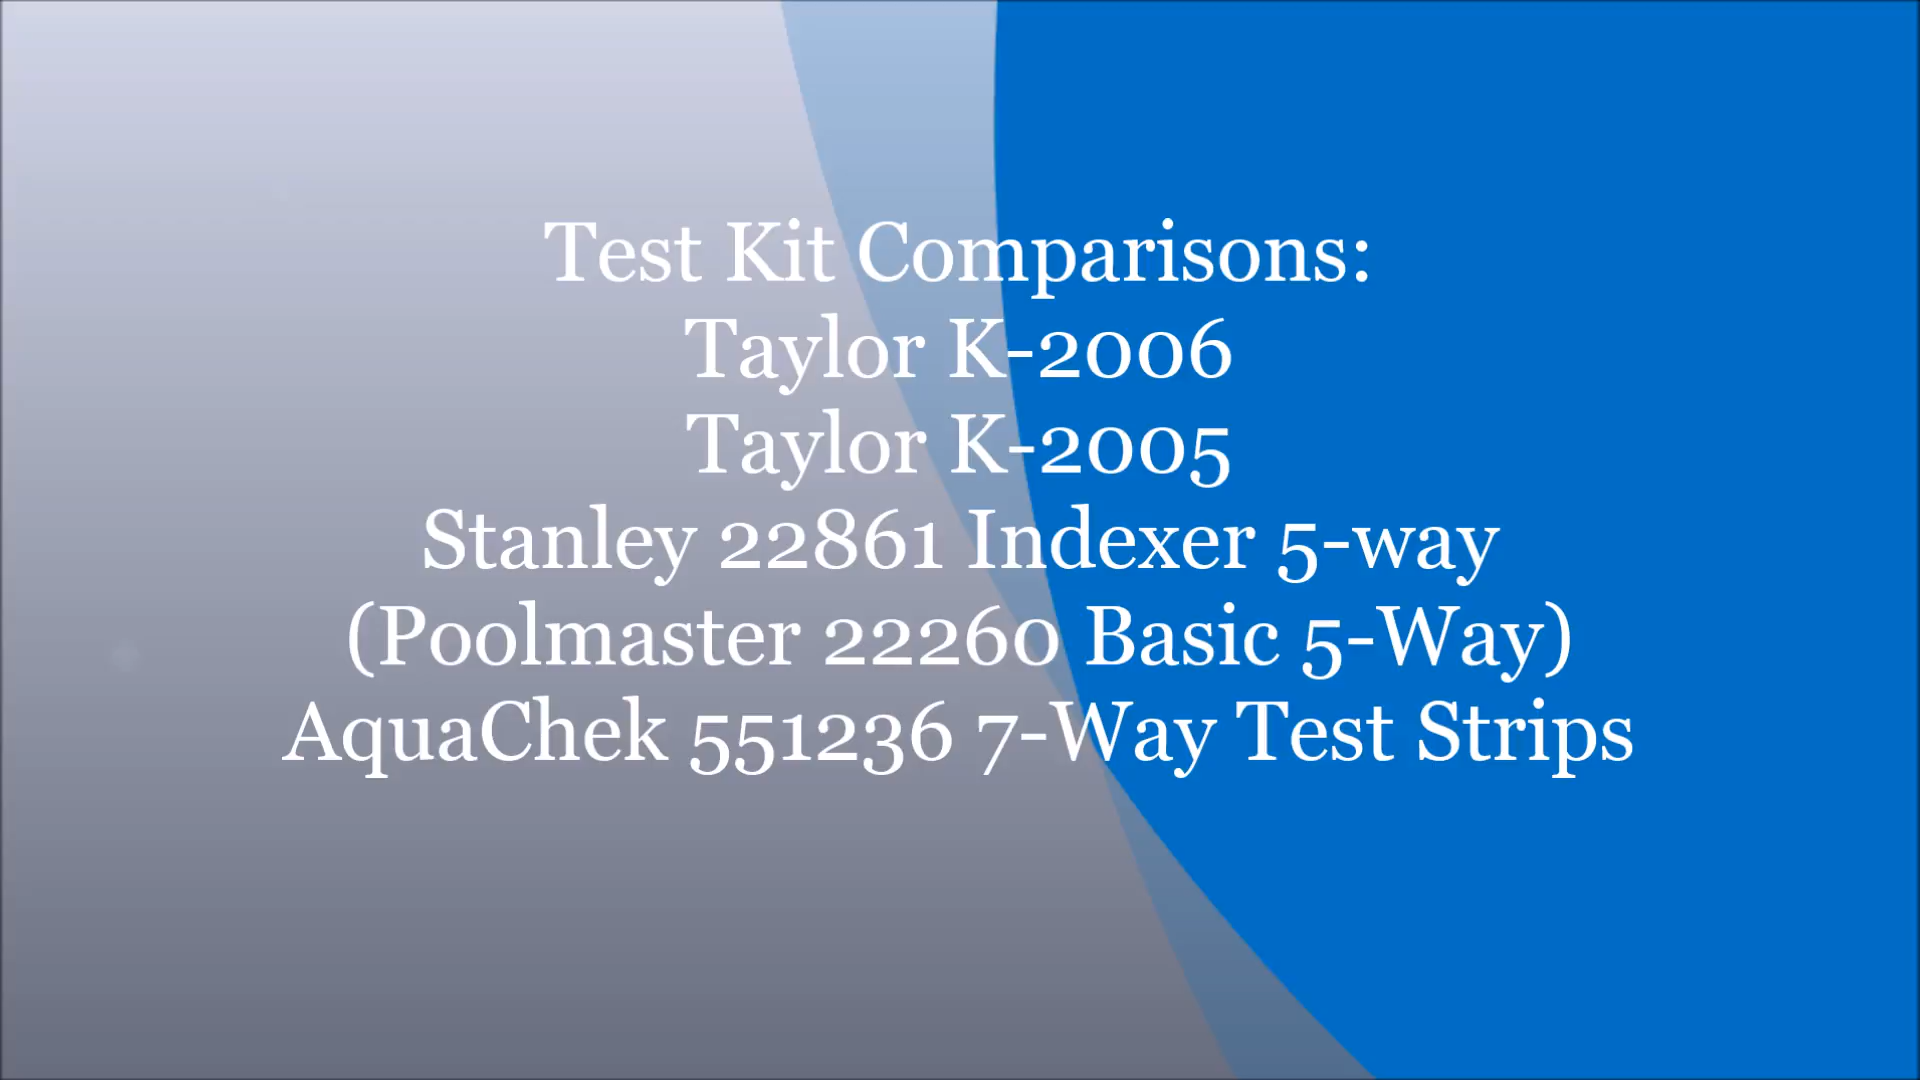 Test Kit Comparisons:
Taylor K-2006
Taylor K-2005
Stanley 22861 Indexer 5-way
(Poolmaster 22260 Basic 5-Way)
AquaChek 551236 7-Way Test Strips